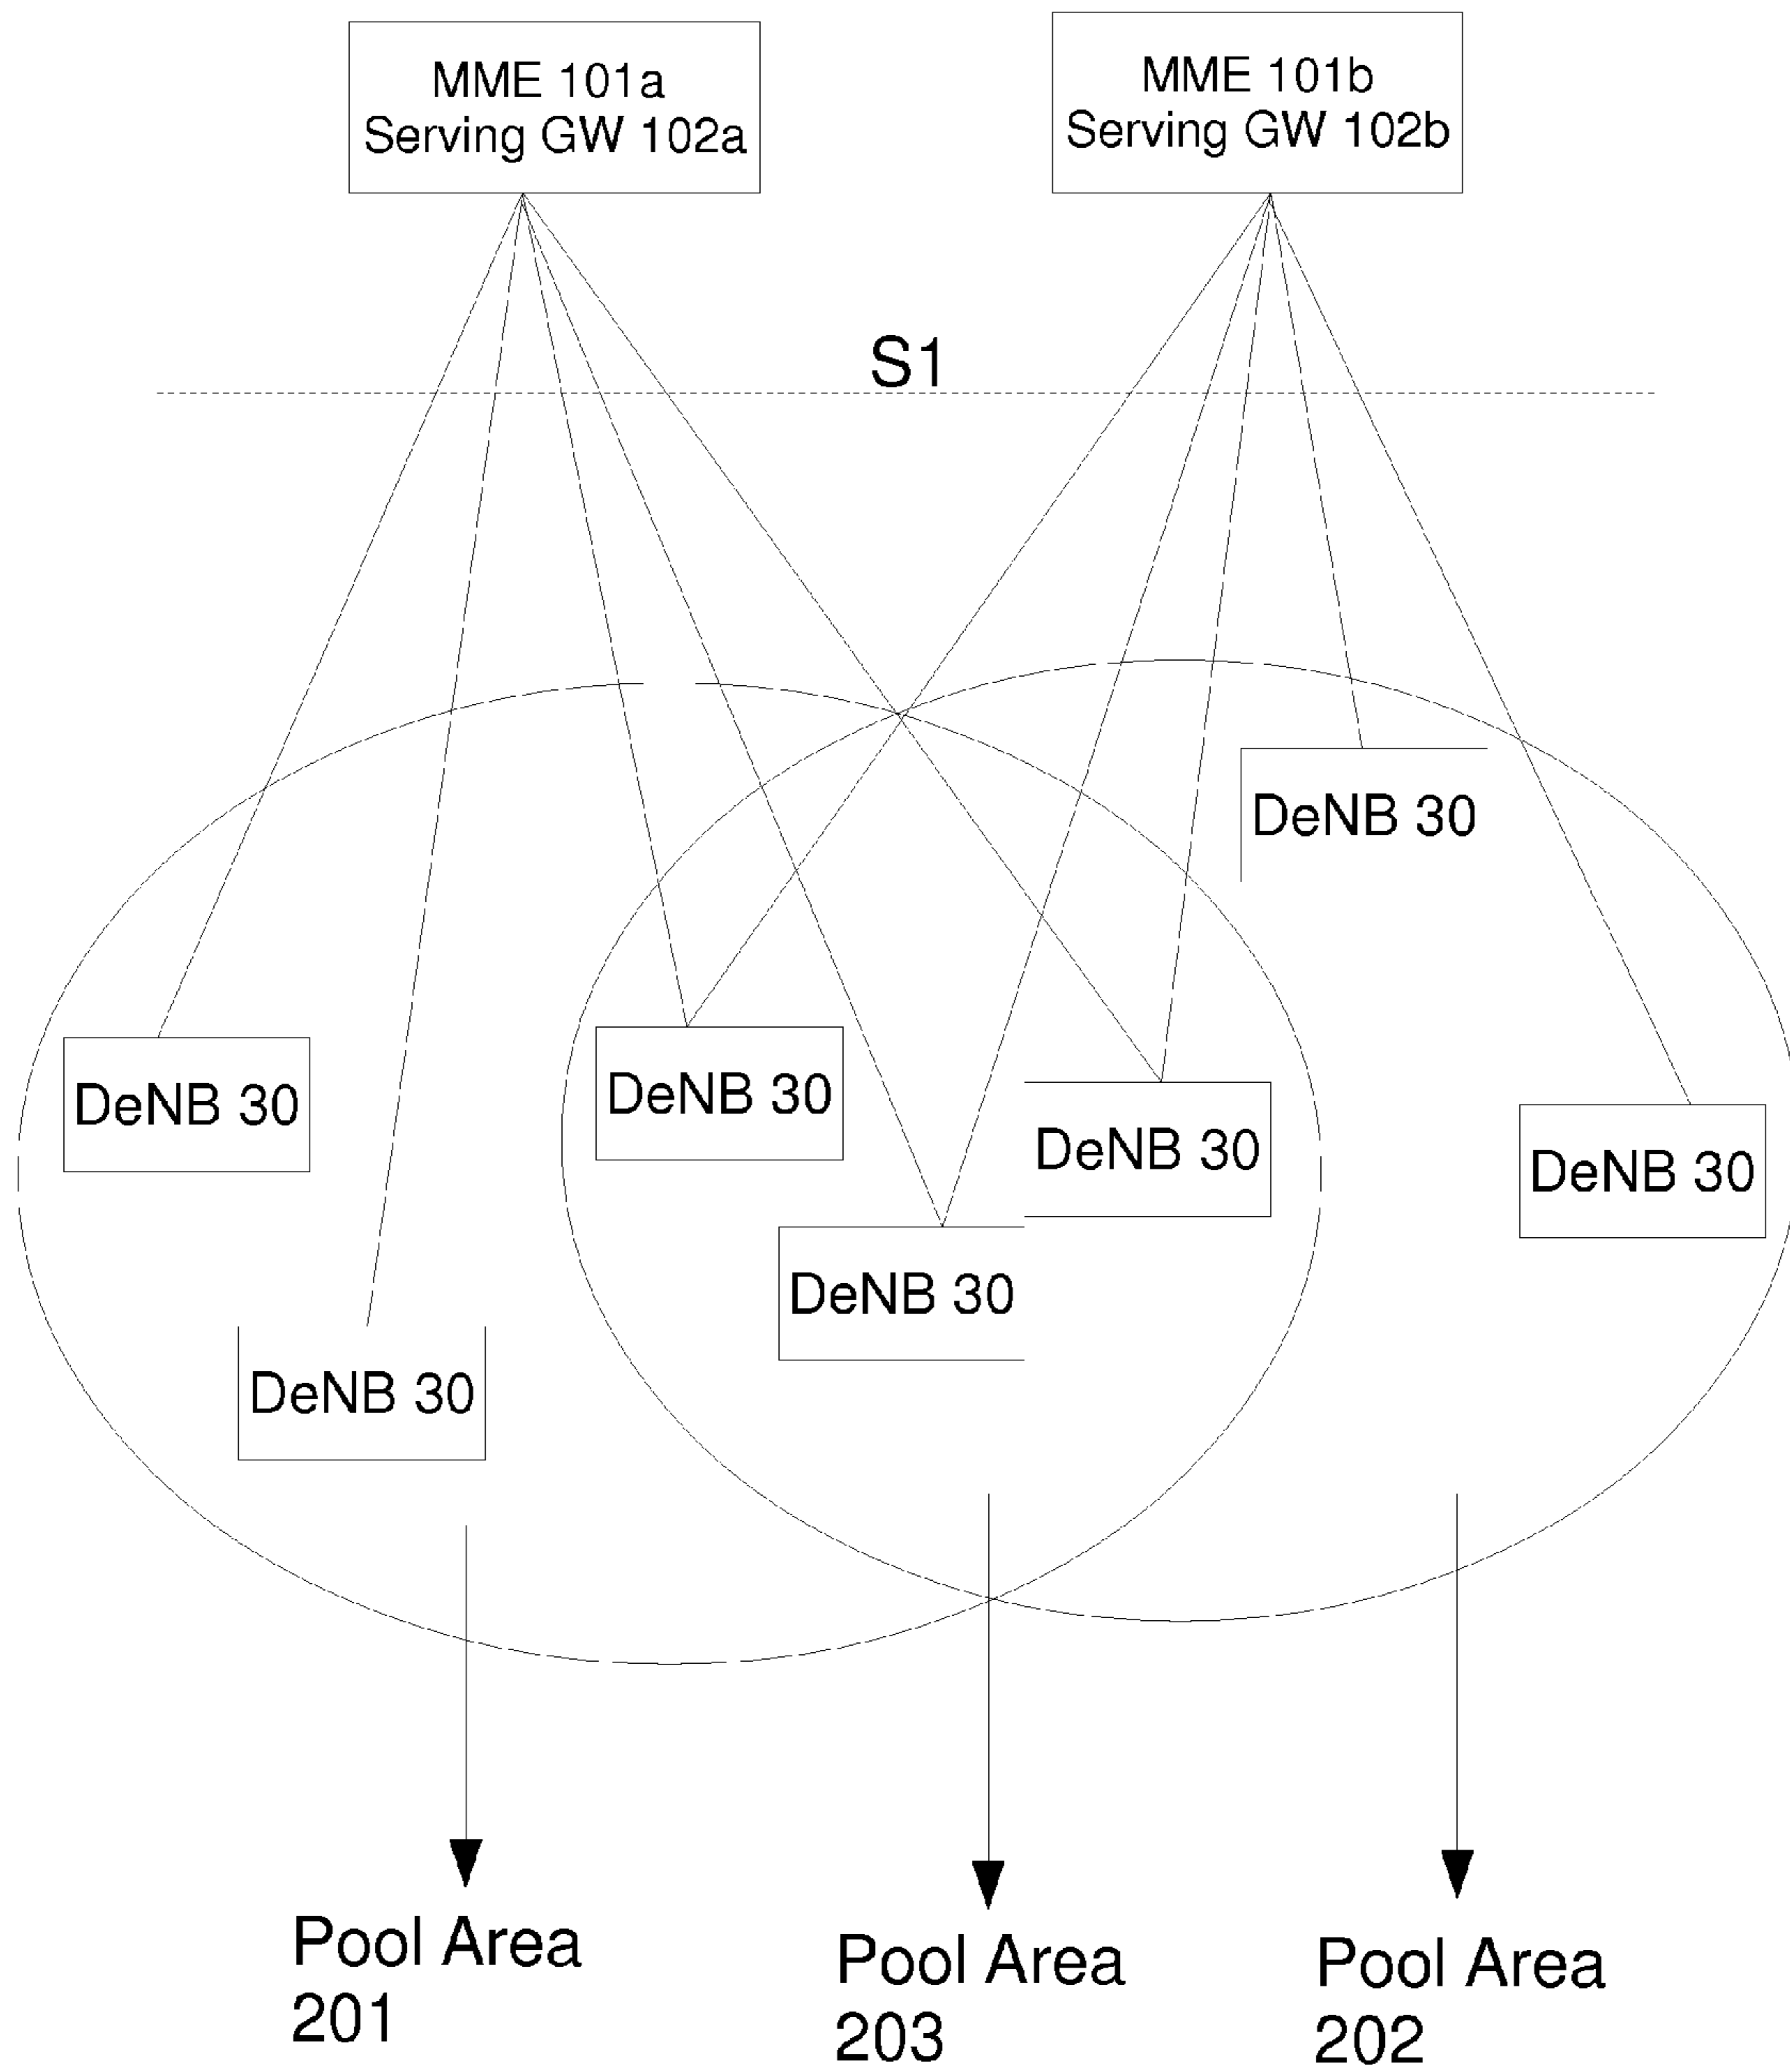 MME 101a
Serving GW 102a
MME 101b
Serving GW 102b
S1
DeNB 30
DeNB 30
DeNB 30
DeNB 30
DeNB 30
DeNB 30
DeNB 30
Pool Area
201
Pool Area
203
Pool Area
202